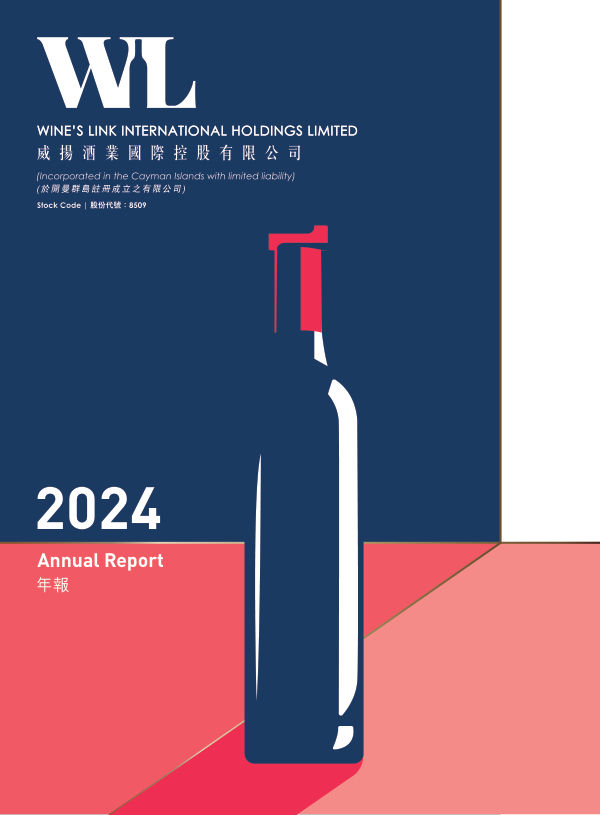 WL
WINE'S LINK INTERNATIONAL HOLDINGS LIMITED
威揚酒業國際控股有限公司
(Incorporated in the Cayman Islands with limited liability)
(於開曼群島註冊成立之有限公司)
Stock Code | 股份代號：8509
2024
Annual Report
年報